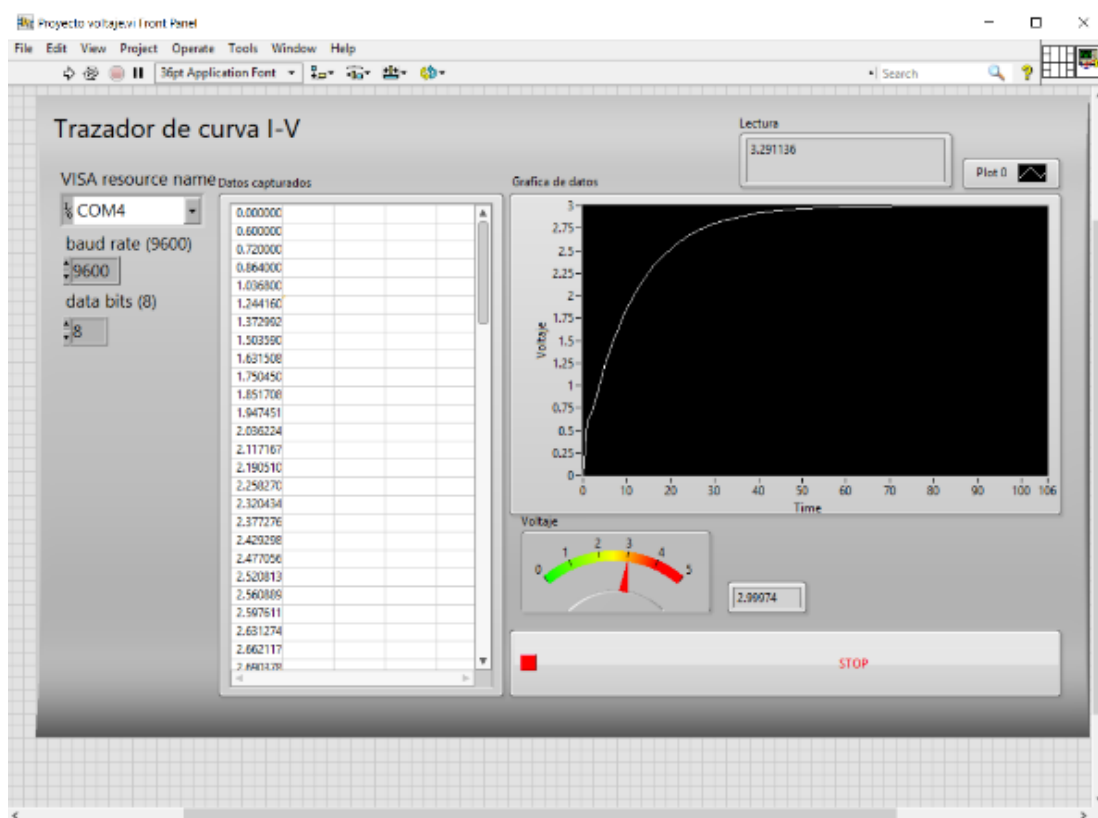 Proyecto voltaje.vi Front Panel
File Edit View Project Operate Tools Window Help
36pt Application Font
Search
Trazador de curva I-V
Lectura
3.291136
Plot 0
VISA resource name
COM4
baud rate (9600)
9600
data bits (8)
8
Datos capturados
0.000000
0.600000
0.720000
0.864000
1.036800
1.244160
1.372992
1.503590
1.631508
1.750450
1.851708
1.947451
2.036224
2.117167
2.190510
2.258270
2.320434
2.377276
2.429298
2.477056
2.520813
2.560889
2.597611
2.631274
2.662117
2.690378
Grafica de datos
Voltaje
3
2.75
2.5
2.25
2
1.75
1.5
1.25
1
0.75
0.5
0.25
0
0 10 20 30 40 50 60 70 80 90 100 106
Time
Voltaje
0 1 2 3 4 5
2.99974
STOP